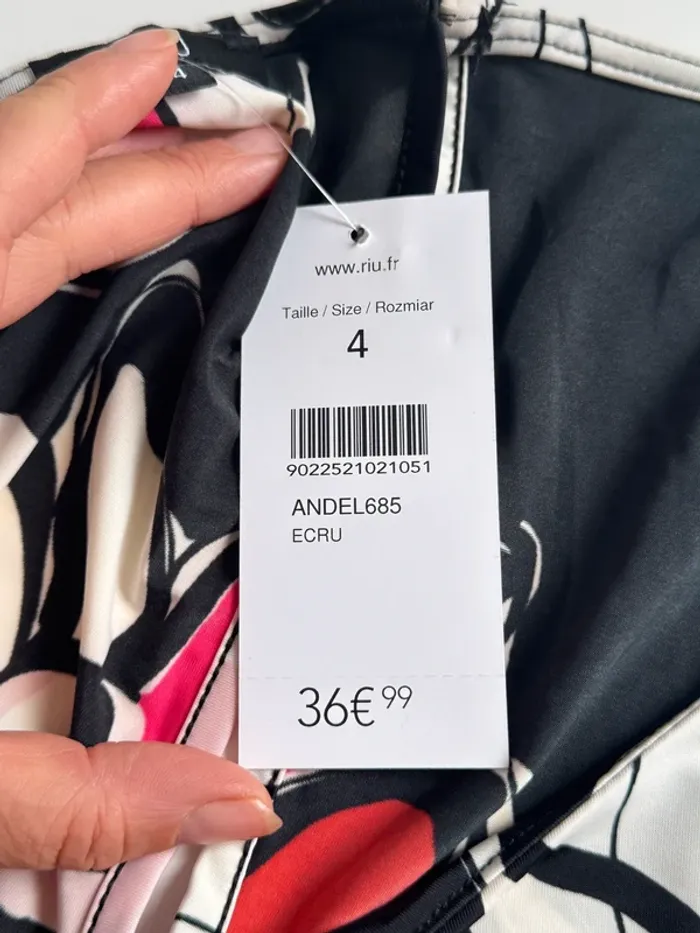 www.riu.fr
Taille / Size / Rozmiar
4
9022521021051
ANDEL685
ECRU
36€99